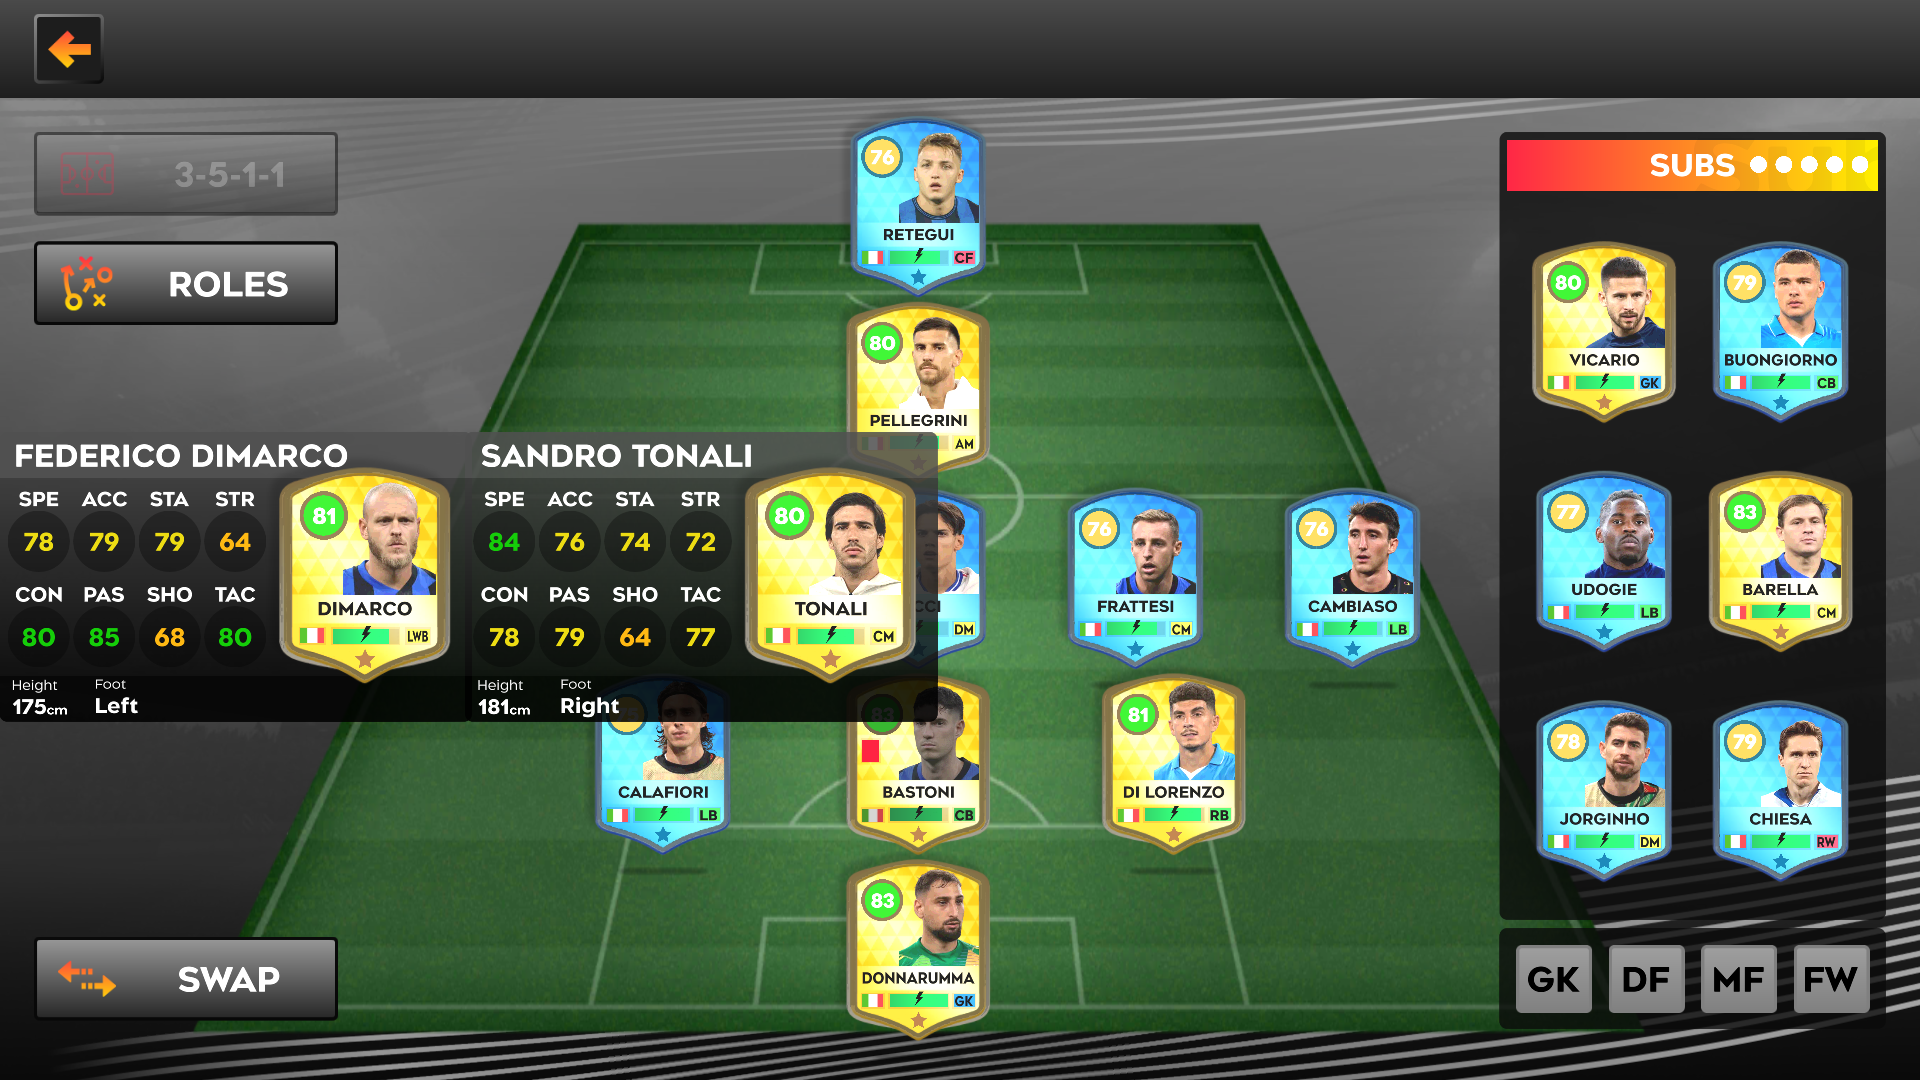 3-5-1-1
ROLES
76
RETEGUI
CF
80
PELLEGRINI
AM
FEDERICO DIMARCO
SPE ACC STA STR
78 79 79 64
CON PAS SHO TAC
80 85 68 80
Height Foot
175cm Left
81
DIMARCO
LWB
SANDRO TONALI
SPE ACC STA STR
84 76 74 72
CON PAS SHO TAC
78 79 64 77
Height Foot
181cm Right
80
TONALI
CM
DM
76
FRATTESI
CM
76
CAMBIASO
LB
CALAFIORI
LB
83
BASTONI
CB
81
DI LORENZO
RB
83
DONNARUMMA
GK
SWAP
SUBS
80
VICARIO
GK
79
BUONGIORNO
CB
77
UDOGIE
LB
83
BARELLA
CM
78
JORGINHO
DM
79
CHIESA
RW
GK DF MF FW